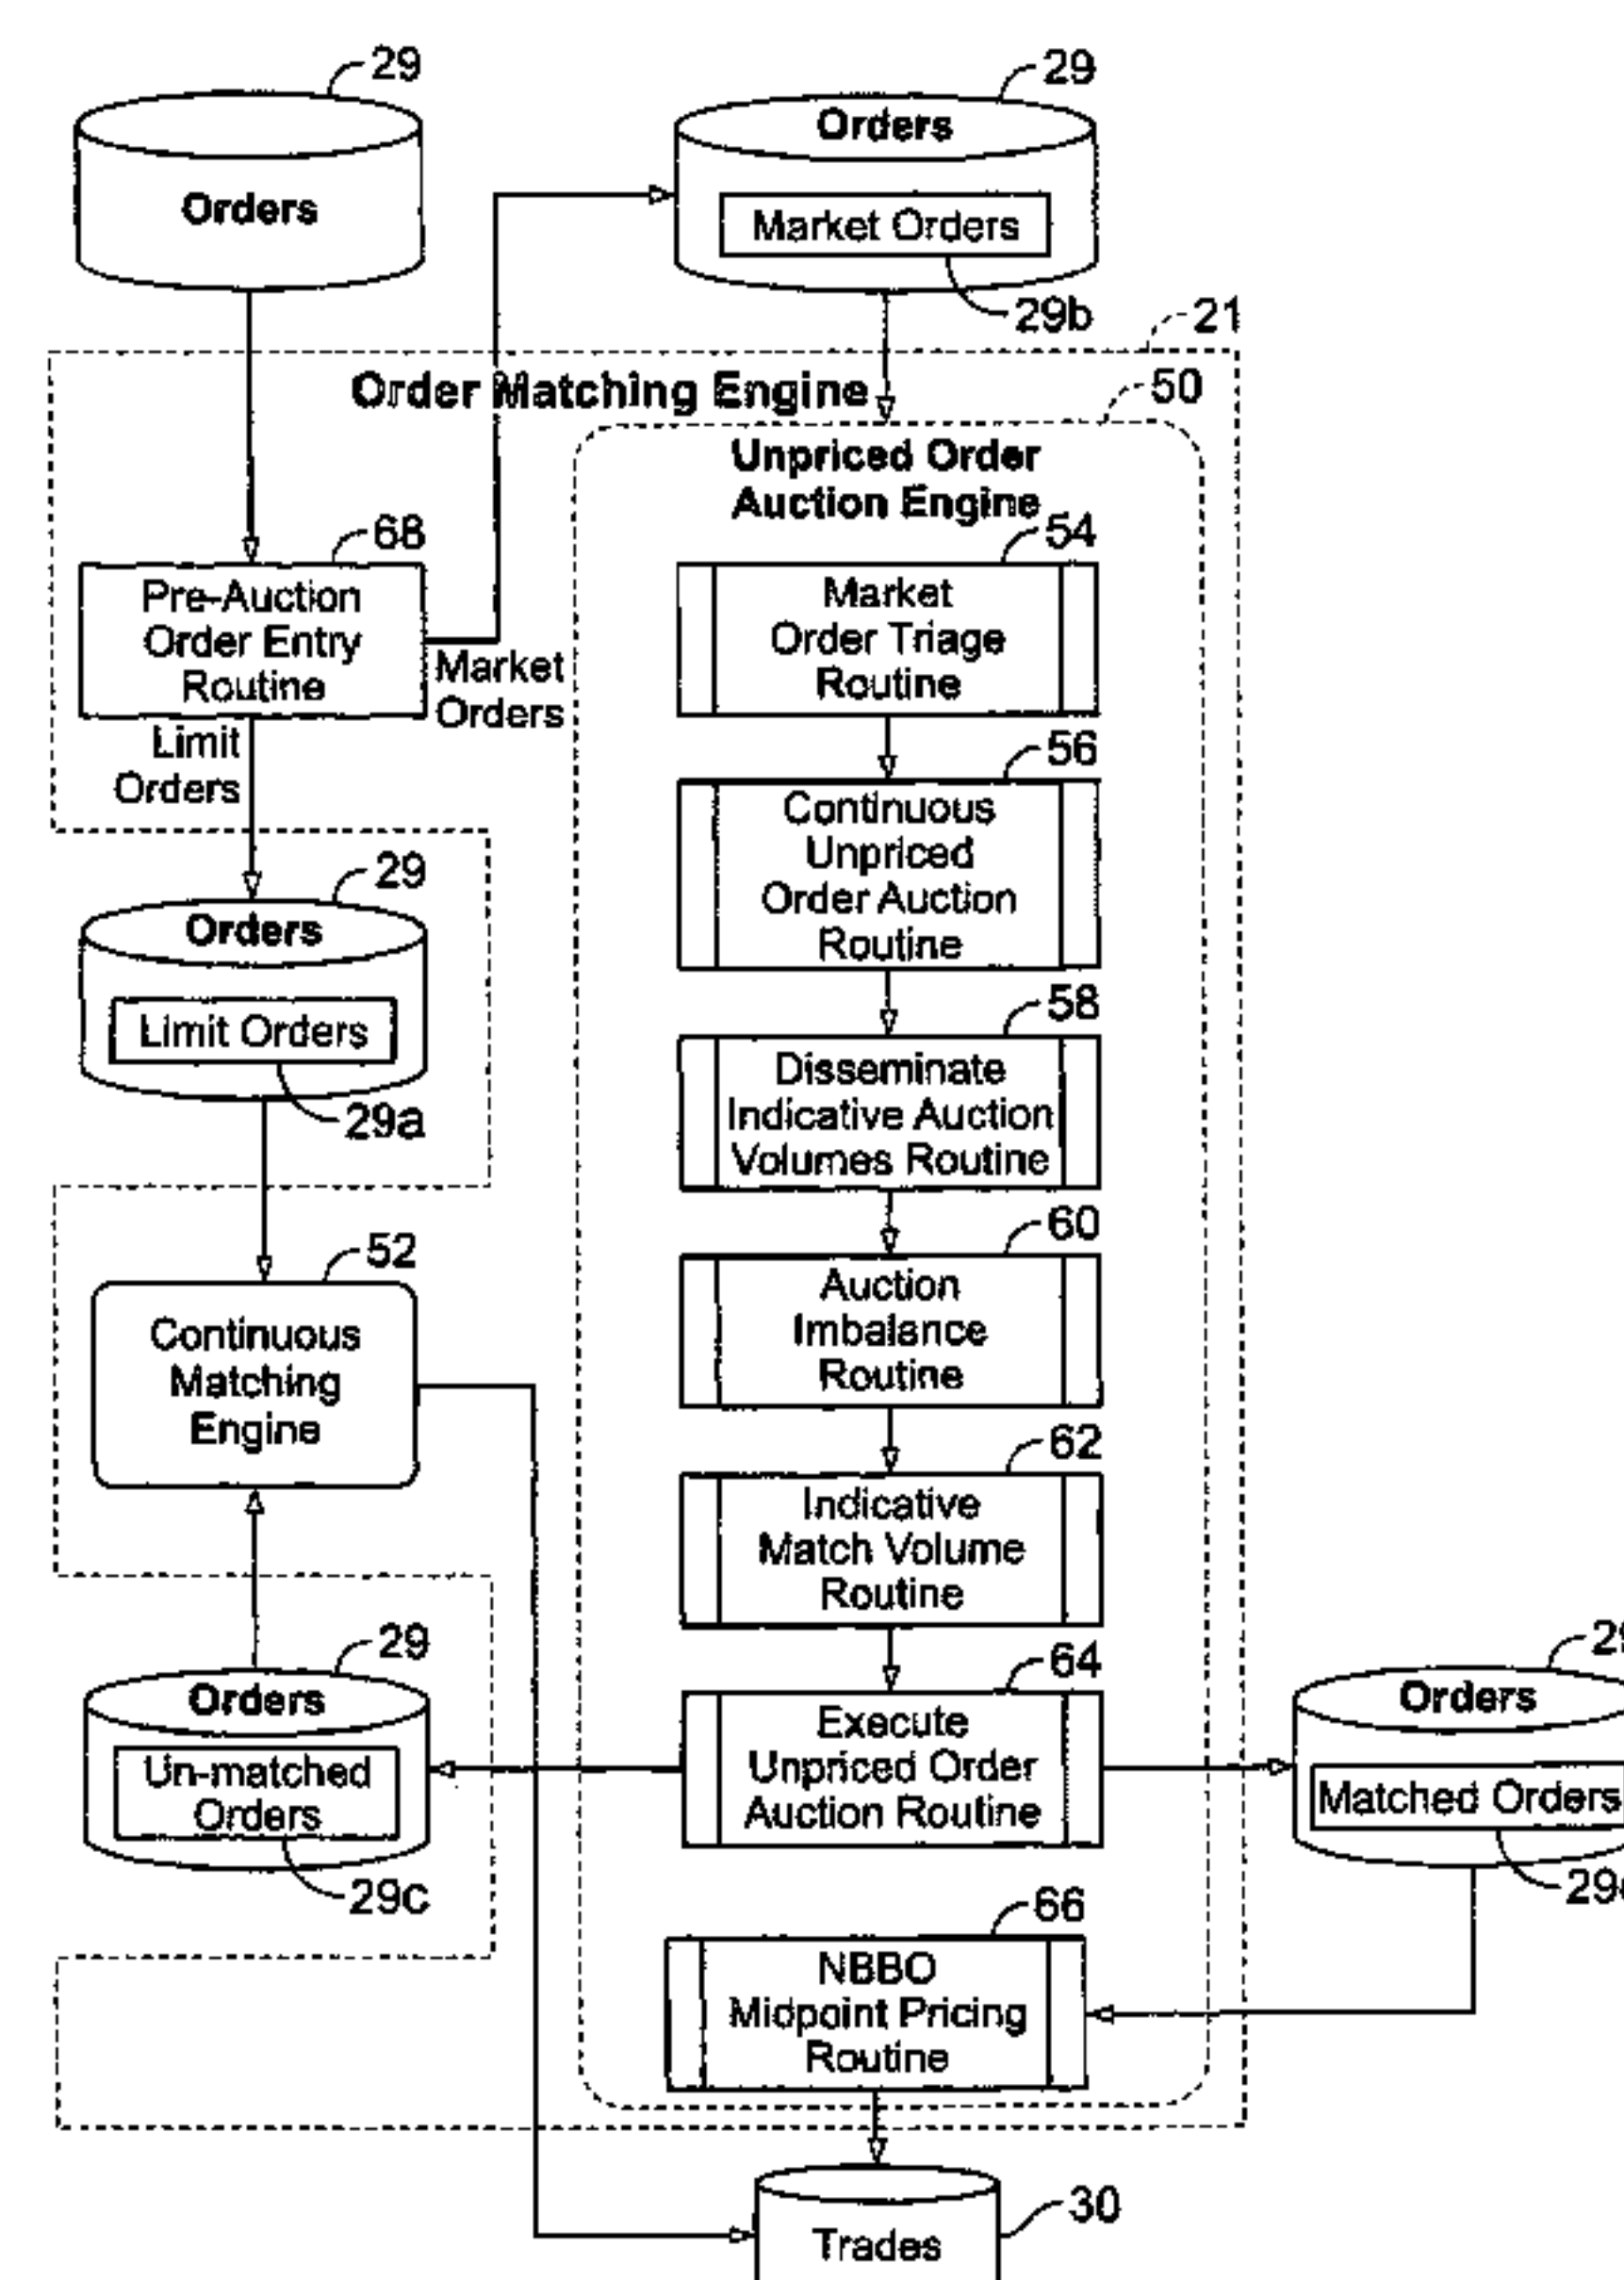 29
Orders
29
Orders
Market Orders
29b
21
Order Matching Engine
50
Unpriced Order
Auction Engine
68
Pre-Auction
Order Entry
Routine
Market
Orders
Limit
Orders
54
Market
Order Triage
Routine
56
Continuous
Unpriced
Order Auction
Routine
29
Orders
Limit Orders
29a
58
Disseminate
Indicative Auction
Volumes Routine
52
Continuous
Matching
Engine
60
Auction
Imbalance
Routine
62
Indicative
Match Volume
Routine
29
Orders
Un-matched
Orders
29c
64
Execute
Unpriced Order
Auction Routine
Orders
Matched Orders
66
NBBO
Midpoint Pricing
Routine
30
Trades